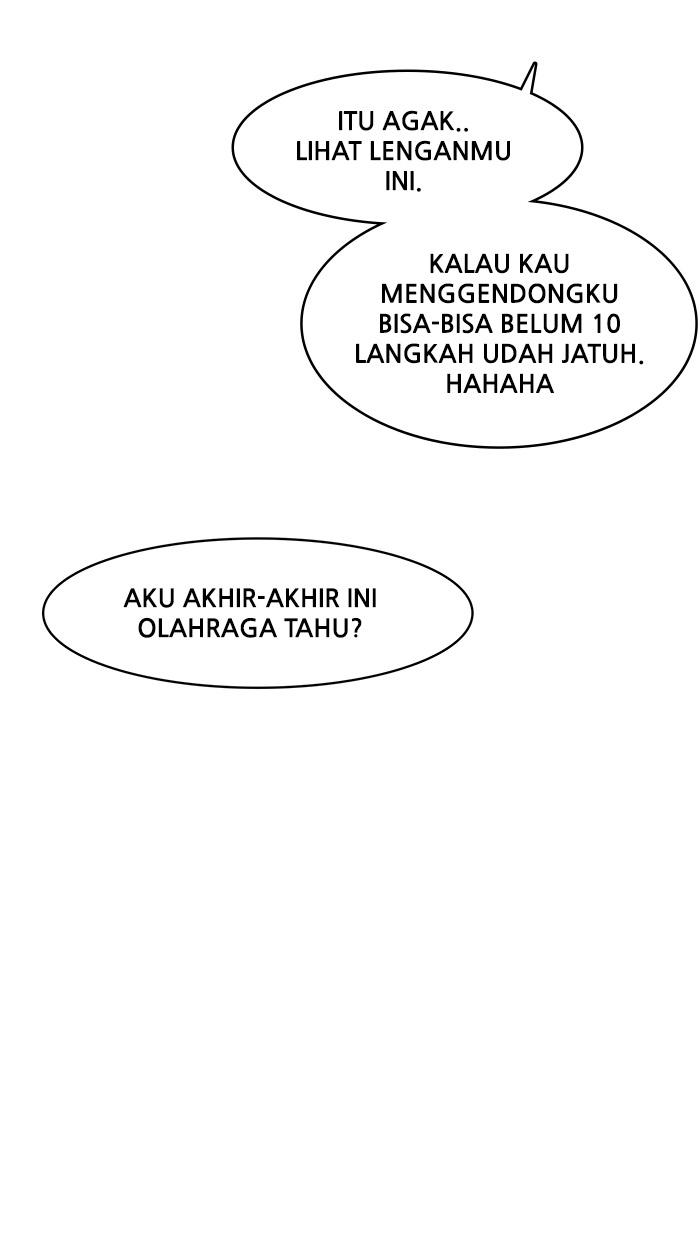 ITU AGAK..
LIHAT LENGANMU
INI.
KALAU KAU
MENGGENDONGKU
BISA-BISA BELUM 10
LANGKAH UDAH JATUH.
HAHAHA
AKU AKHIR-AKHIR INI
OLAHRAGA TAHU?